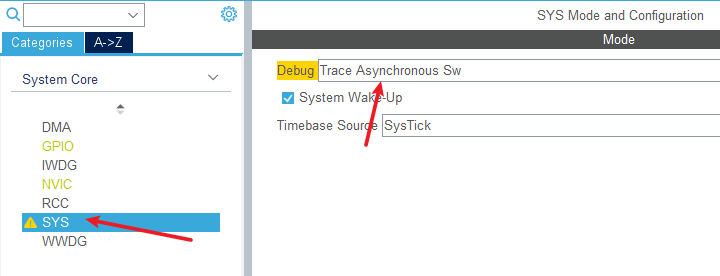 SYS Mode and Configuration
Categories
A->Z
Mode
System Core
Debug Trace Asynchronous Sw
System Wake-Up
Timebase Source SysTick
DMA
GPIO
IWDG
NVIC
RCC
SYS
WWDG